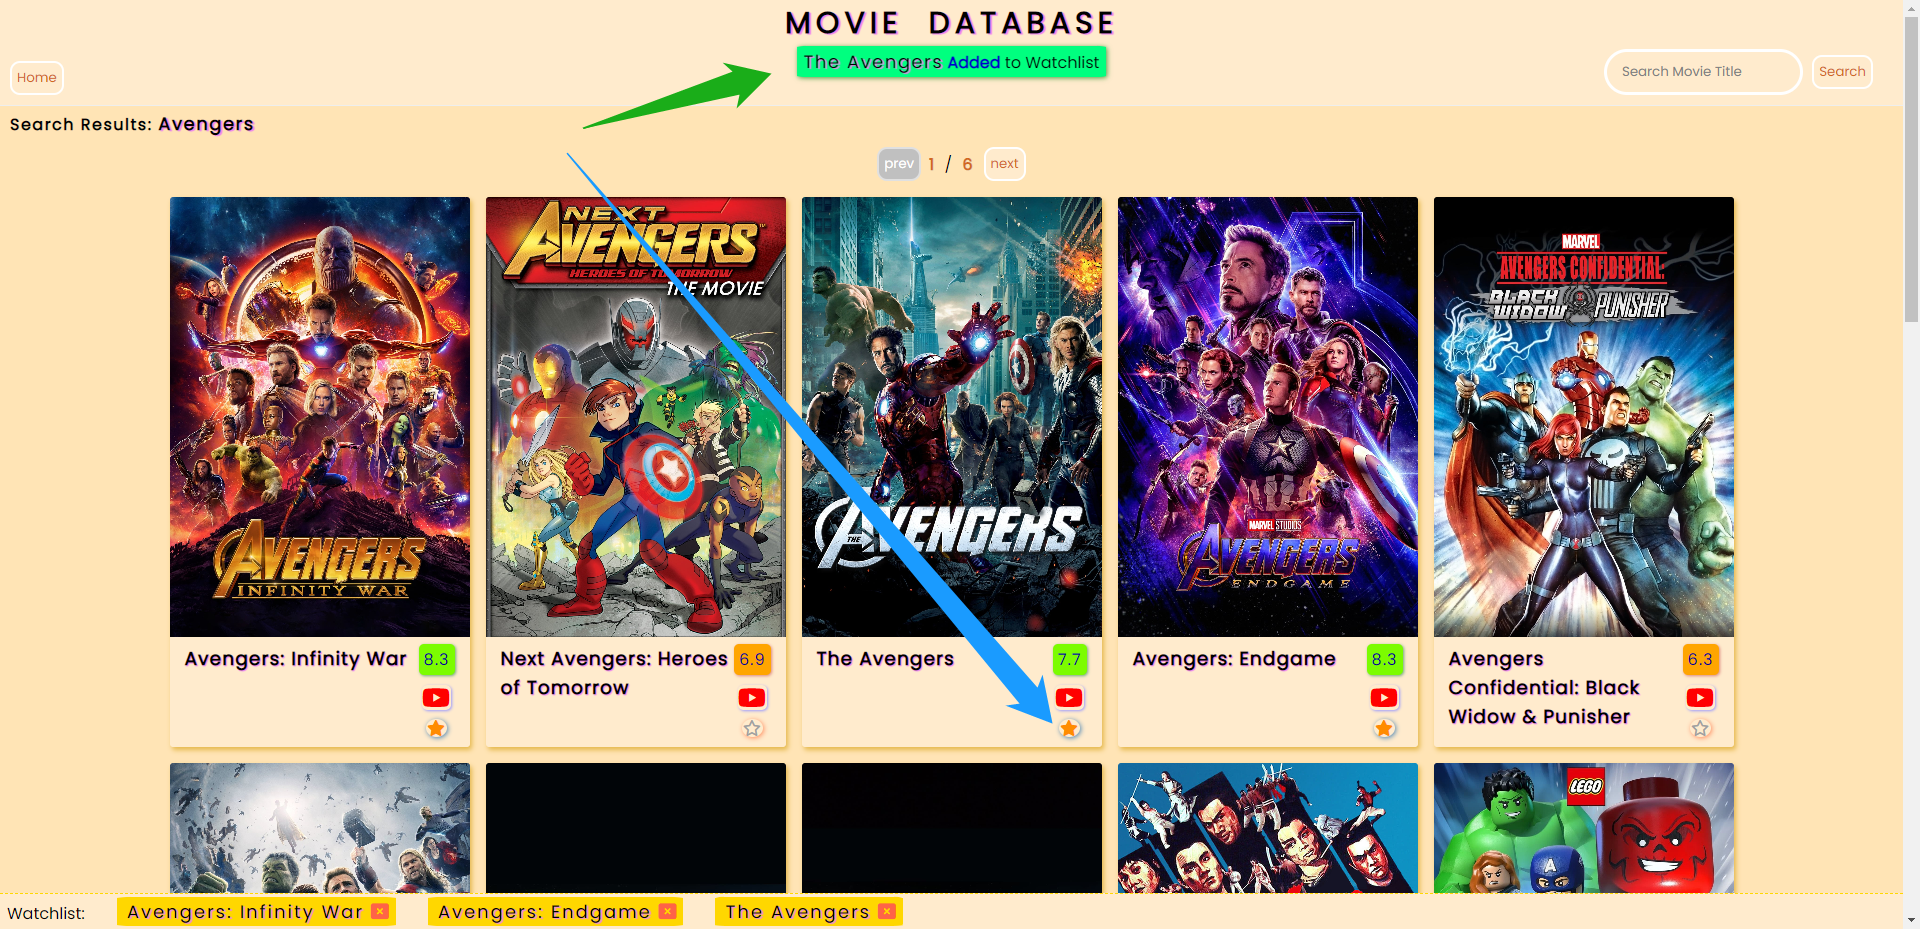 MOVIE DATABASE
The Avengers Added to Watchlist
Home
Search Movie Title
Search
Search Results: Avengers
prev 1 / 6 next
AVENGERS
INFINITY WAR
NEXT
AVENGERS
HEROES OF TOMORROW
THE MOVIE
THE AVENGERS
MARVEL STUDIOS
AVENGERS
ENDGAME
MARVEL
AVENGERS CONFIDENTIAL:
BLACK WIDOW PUNISHER
Avengers: Infinity War 8.3
Next Avengers: Heroes 6.9
of Tomorrow
The Avengers 7.7
Avengers: Endgame 8.3
Avengers 6.3
Confidential: Black
Widow & Punisher
LEGO
A
Watchlist: Avengers: Infinity War × Avengers: Endgame × The Avengers ×